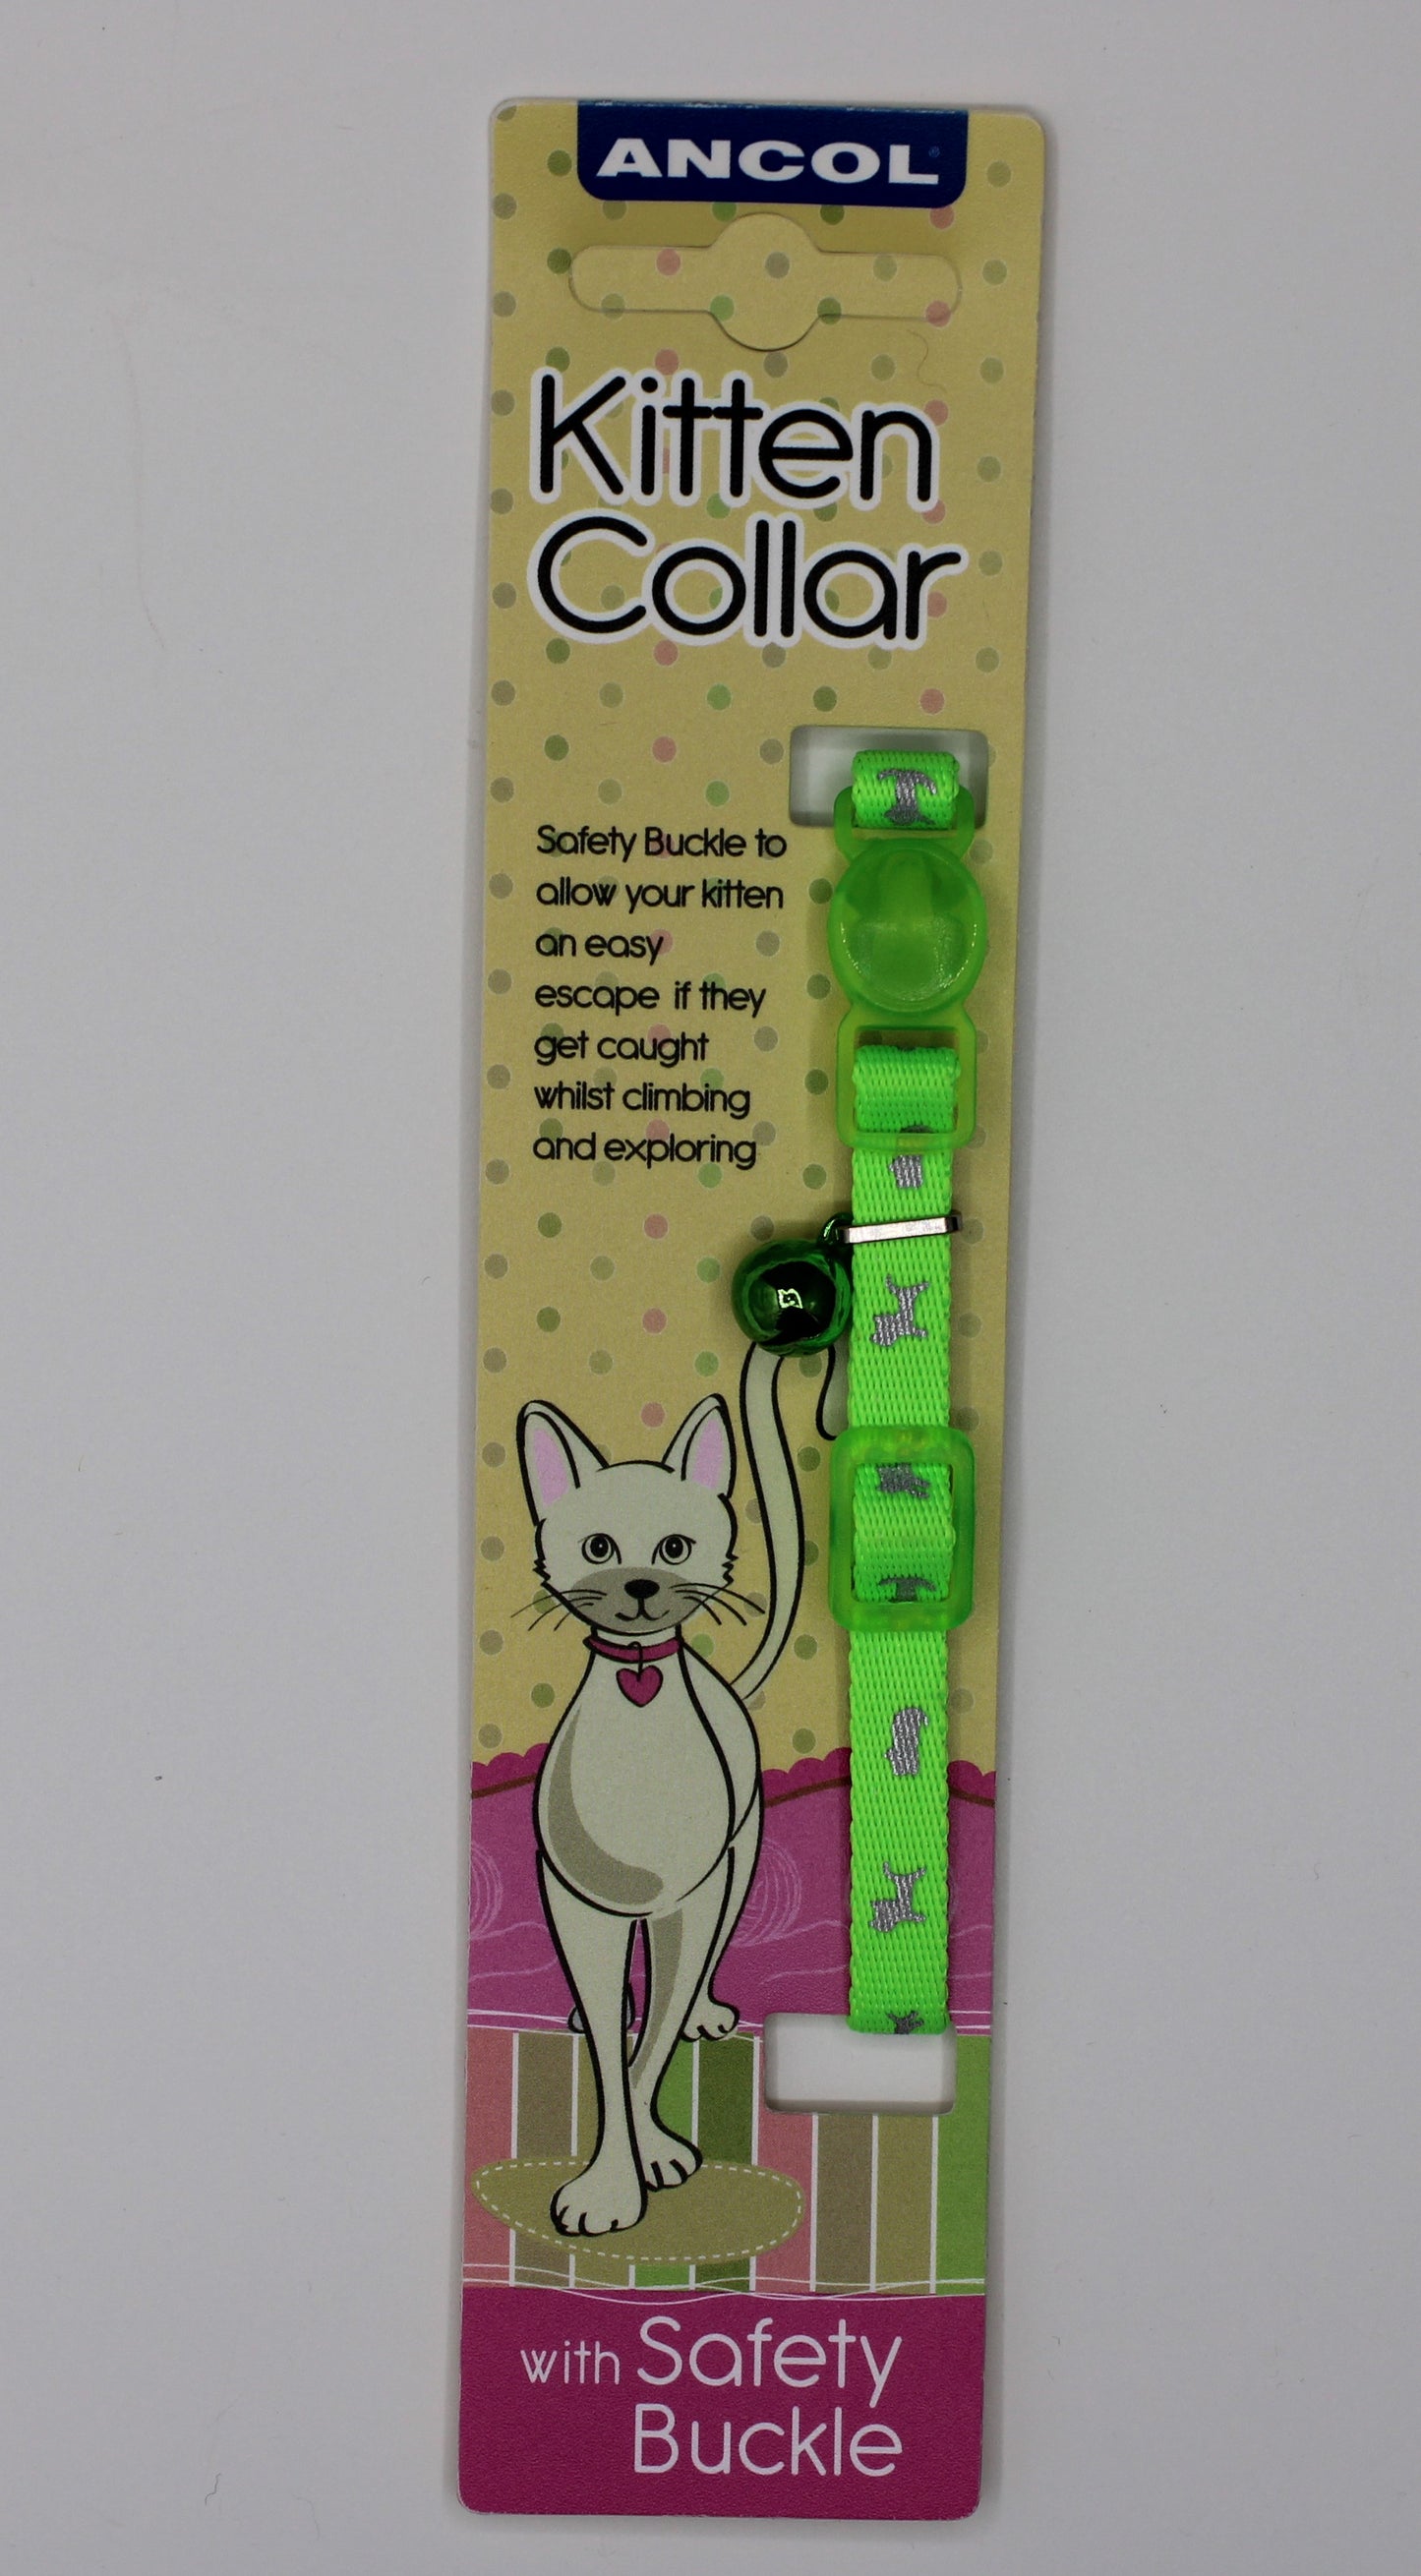 ANCOL
Kitten
Collar
Safety Buckle to
allow your kitten
an easy
escape if they
get caught
whilst climbing
and exploring
with Safety
Buckle